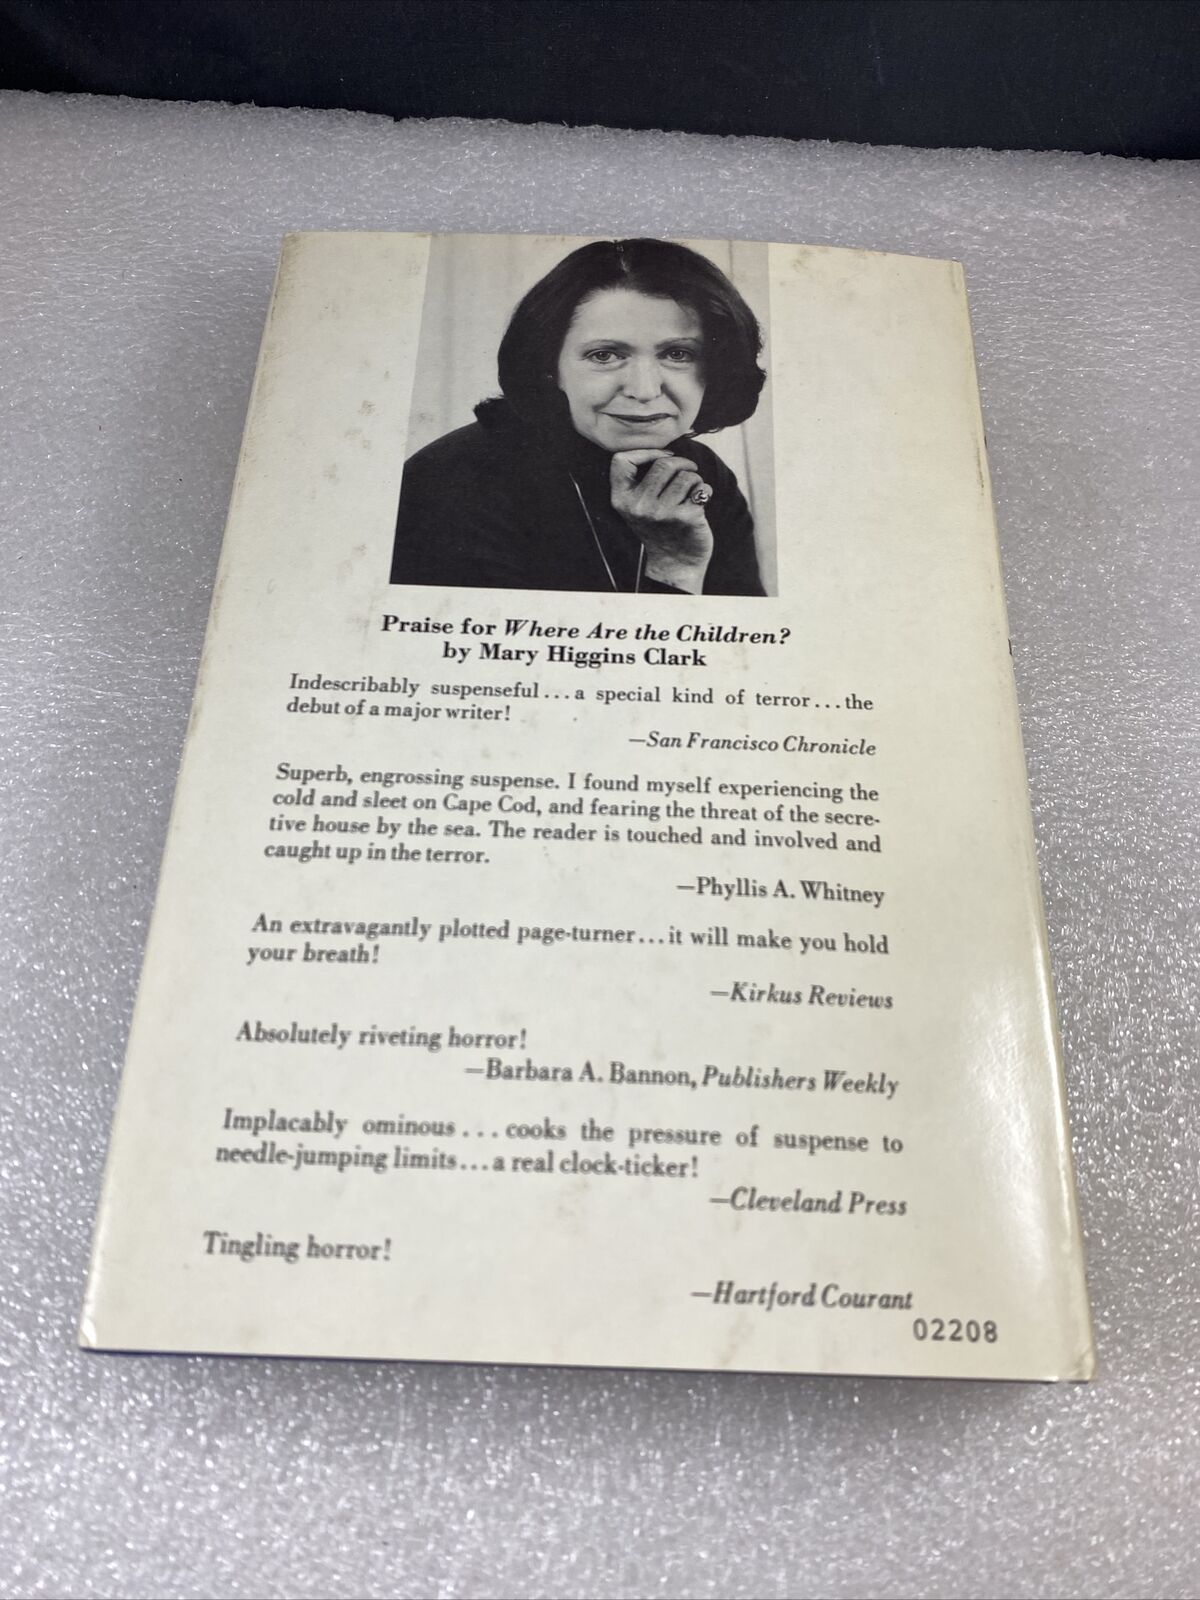 Praise for Where Are the Children?
by Mary Higgins Clark
Indescribably suspenseful...a special kind of terror...the
debut of a major writer!
—San Francisco Chronicle
Superb, engrossing suspense. I found myself experiencing the
cold and sleet on Cape Cod, and fearing the threat of the secre-
tive house by the sea. The reader is touched and involved and
caught up in the terror.
—Phyllis A. Whitney
An extravagantly plotted page-turner...it will make you hold
your breath!
—Kirkus Reviews
Absolutely riveting horror!
—Barbara A. Bannon, Publishers Weekly
Implacably ominous...cooks the pressure of suspense to
needle-jumping limits...a real clock-ticker!
—Cleveland Press
Tingling horror!
—Hartford Courant
02208